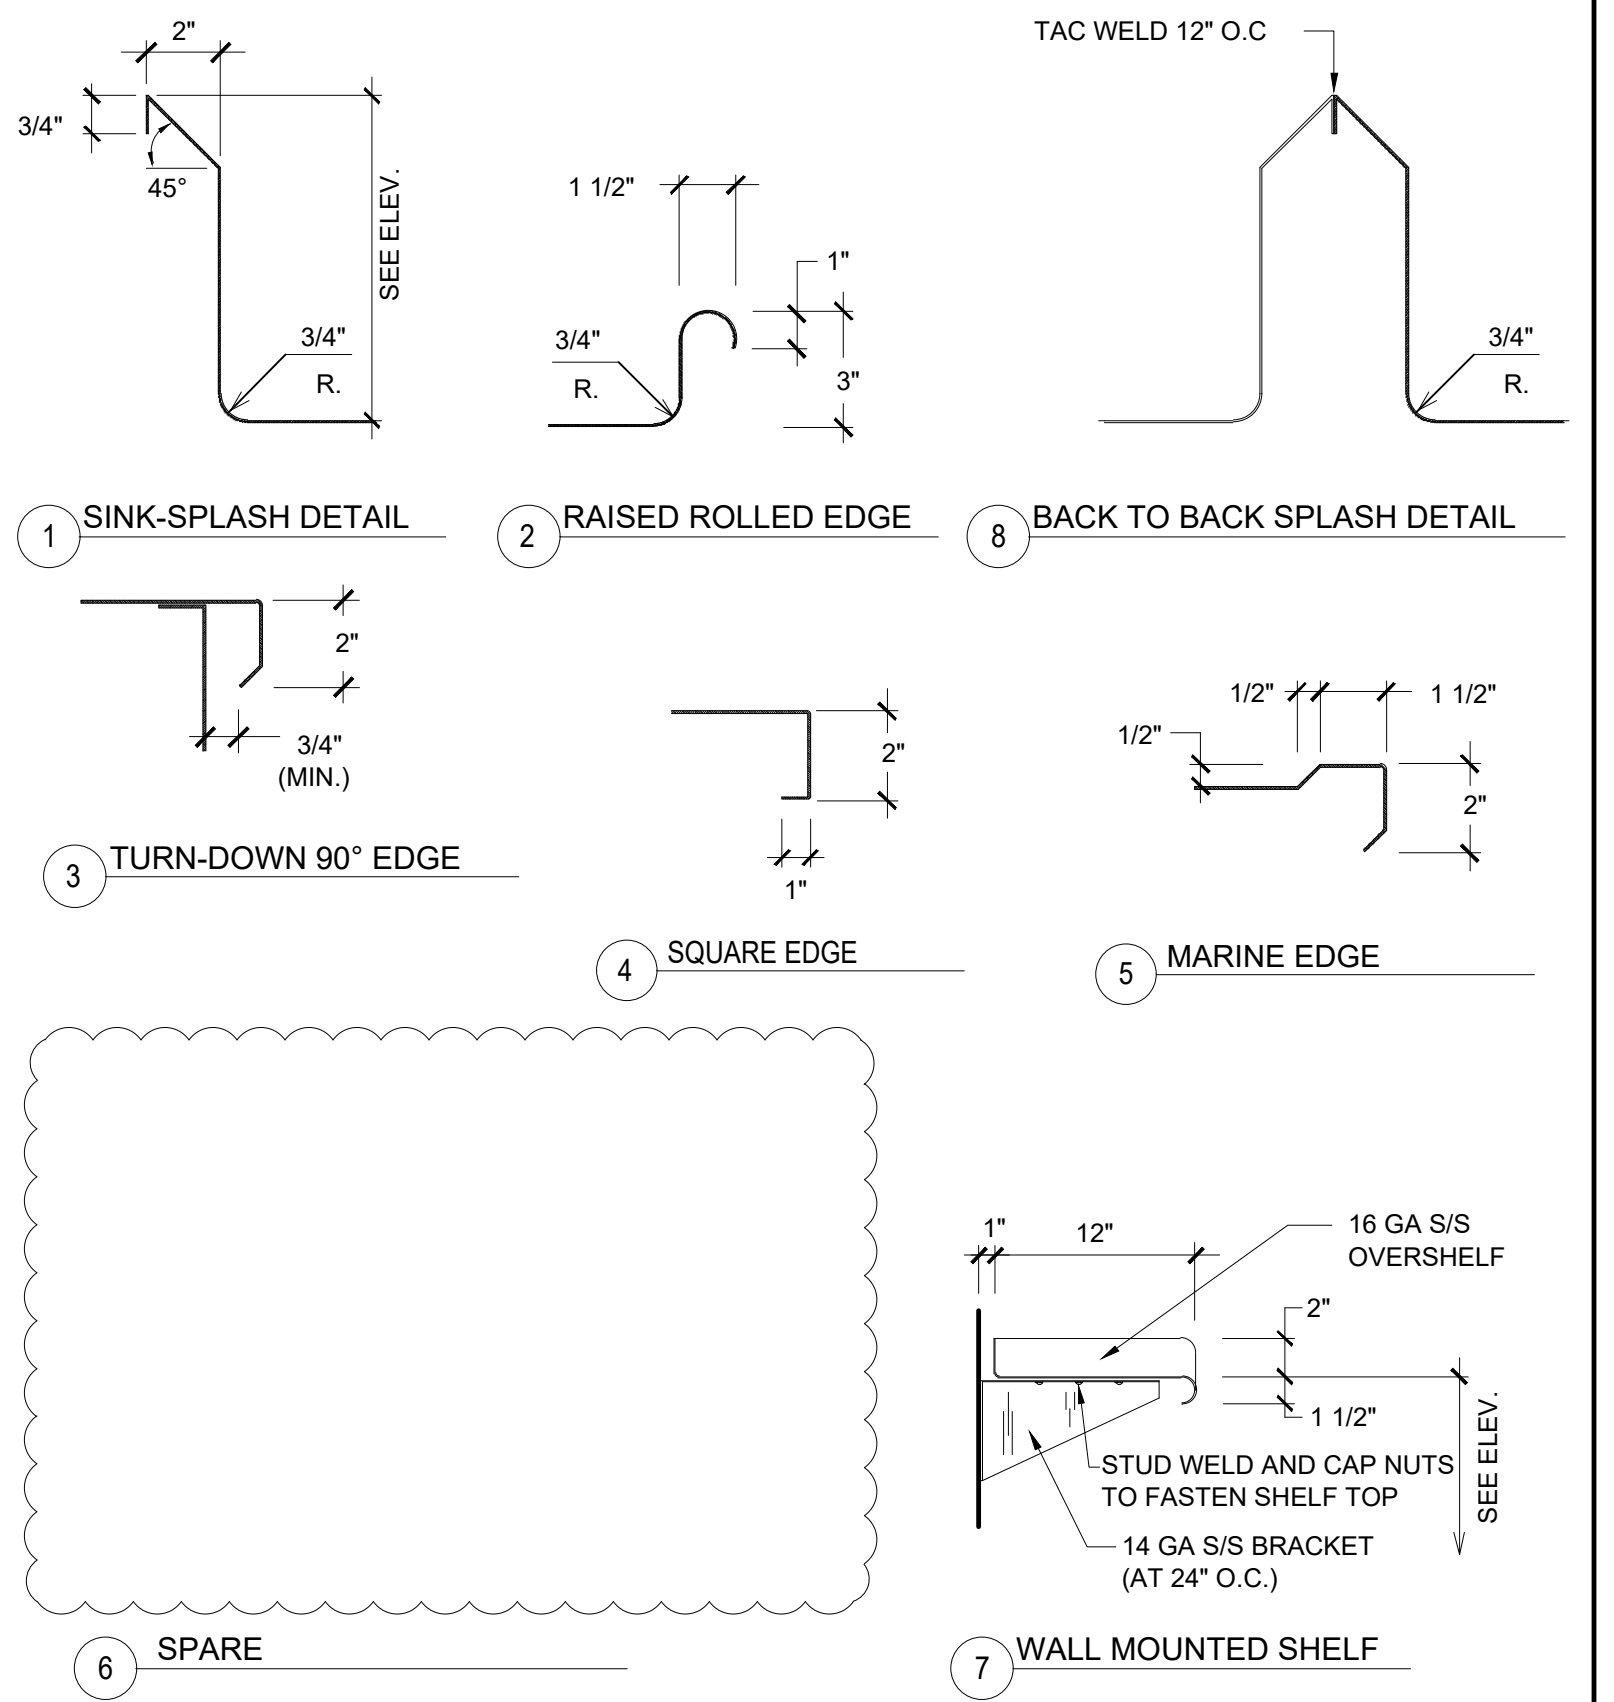 2"
3/4"
45°
SEE ELEV.
3/4"
R.
1 SINK-SPLASH DETAIL
1 1/2"
1"
3/4"
R.
3"
2 RAISED ROLLED EDGE
TAC WELD 12" O.C
3/4"
R.
8 BACK TO BACK SPLASH DETAIL
2"
3/4"
(MIN.)
3 TURN-DOWN 90° EDGE
2"
1"
4 SQUARE EDGE
1/2"
1 1/2"
1/2"
2"
5 MARINE EDGE
6 SPARE
1"
12"
16 GA S/S
OVERSHELF
2"
1 1/2"
SEE ELEV.
STUD WELD AND CAP NUTS
TO FASTEN SHELF TOP
14 GA S/S BRACKET
(AT 24" O.C.)
7 WALL MOUNTED SHELF